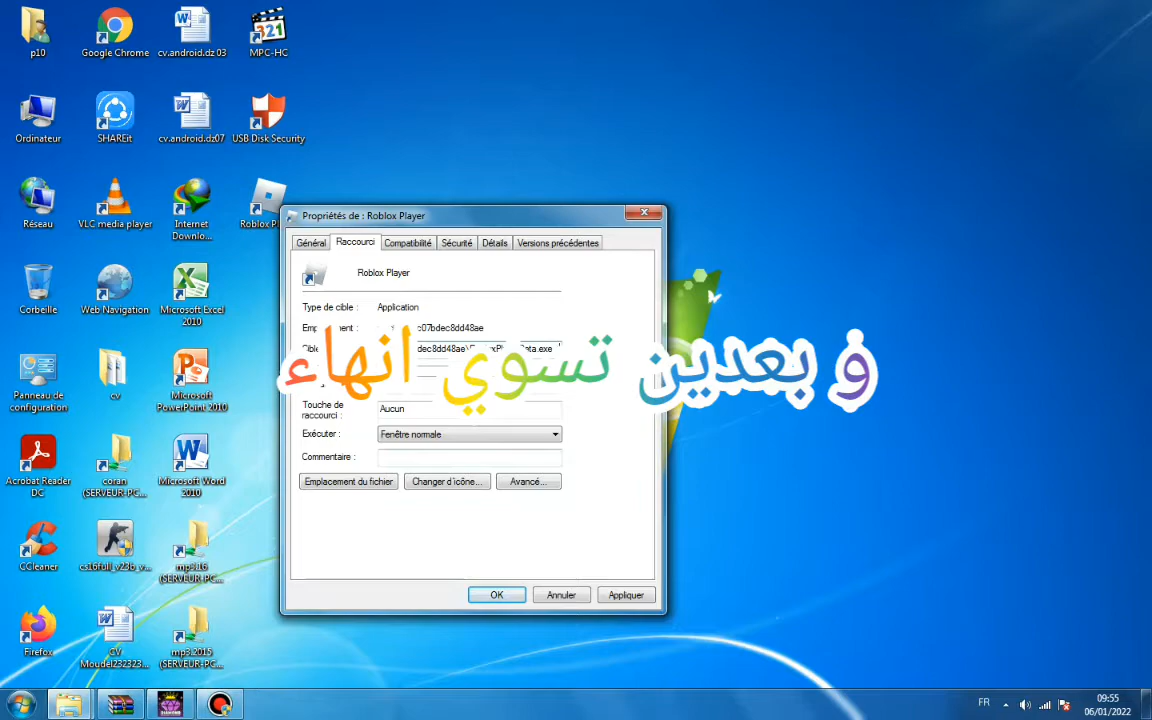 p10
Google Chrome
cv.android.dz 03
MPC-HC
Ordinateur
SHAREit
cv.android.dz07
USB Disk Security
Réseau
VLC media player
Internet
Downlo...
Roblox
Corbeille
Web Navigation
Microsoft Excel
2010
Panneau de
configuration
cv
Microsoft
PowerPoint 2010
Acrobat Reader
DC
coran
(SERVEUR-PC...
Microsoft Word
2010
CCleaner
mp3.16
(SERVEUR-PC...
Firefox
CV
Moudel232323...
mp3.2015
(SERVEUR-PC...
Propriétés de : Roblox Player
Général Raccourci Compatibilité Sécurité Détails Versions précédentes
Roblox Player
Type de cible : Application
c07bdec8dd48ae
dec8dd48ae\
و بعدين تسوي انهاء
Touche de
raccourci :
Aucun
Exécuter : Fenêtre normale
Commentaire :
Emplacement du fichier Changer d'icône... Avancé...
OK Annuler Appliquer
FR
09:55
06/01/2022